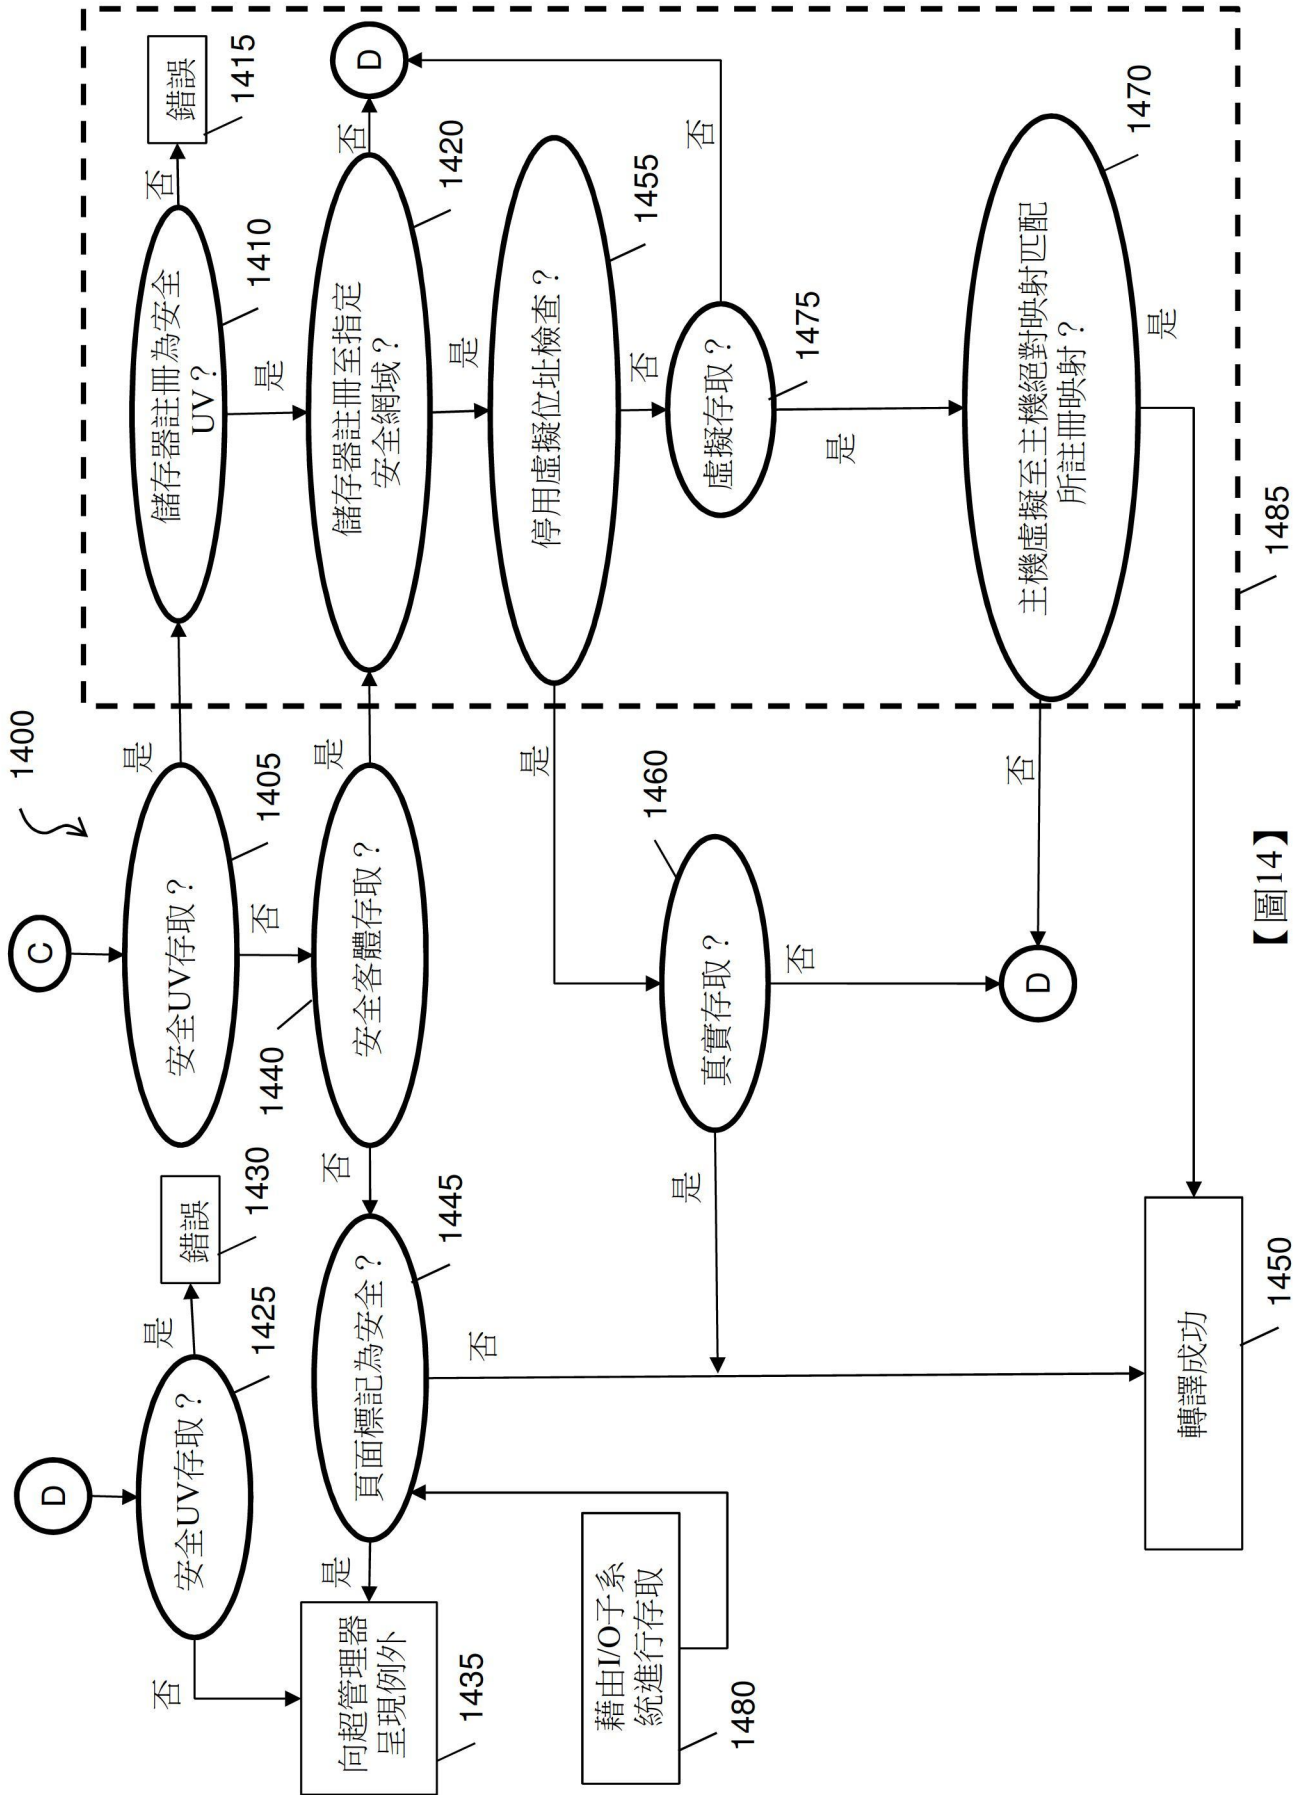 1400
C
安全UV存取？
1405
是
否
儲存器註冊為安全
UV？
1410
否
錯誤
1415
是
安全客體存取？
1440
是
否
儲存器註冊至指定
安全網域？
1420
否
D
是
停用虛擬位址檢查？
1455
是
否
虛擬存取？
1475
否
是
主機虛擬至主機絕對映射匹配
所註冊映射？
1470
否
是
1485
真實存取？
1460
是
否
D
D
安全UV存取？
1425
是
錯誤
1430
否
向超管理器
呈現例外
1435
頁面標記為安全？
1445
是
否
藉由I/O子系
統進行存取
1480
轉譯成功
1450
【圖14】